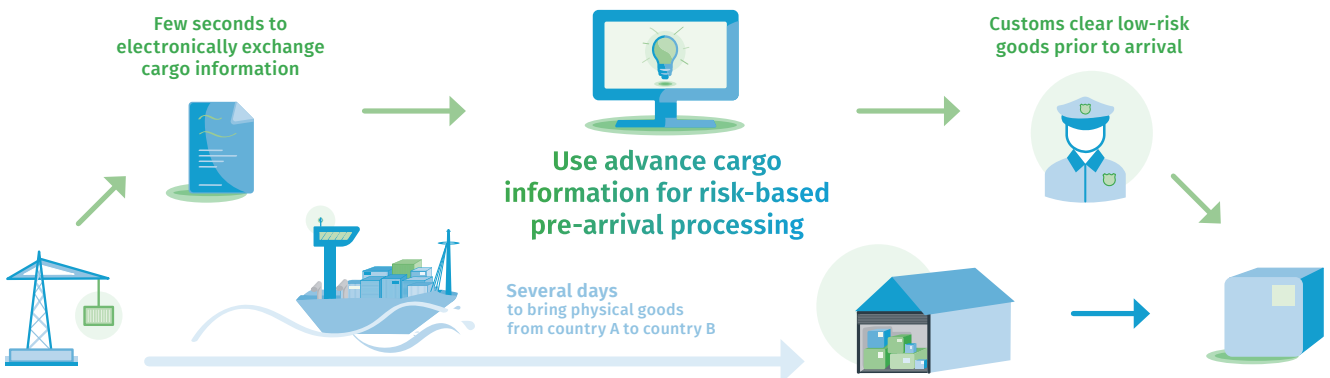 Few seconds to
electronically exchange
cargo information
Use advance cargo
information for risk-based
pre-arrival processing
Customs clear low-risk
goods prior to arrival
Several days
to bring physical goods
from country A to country B